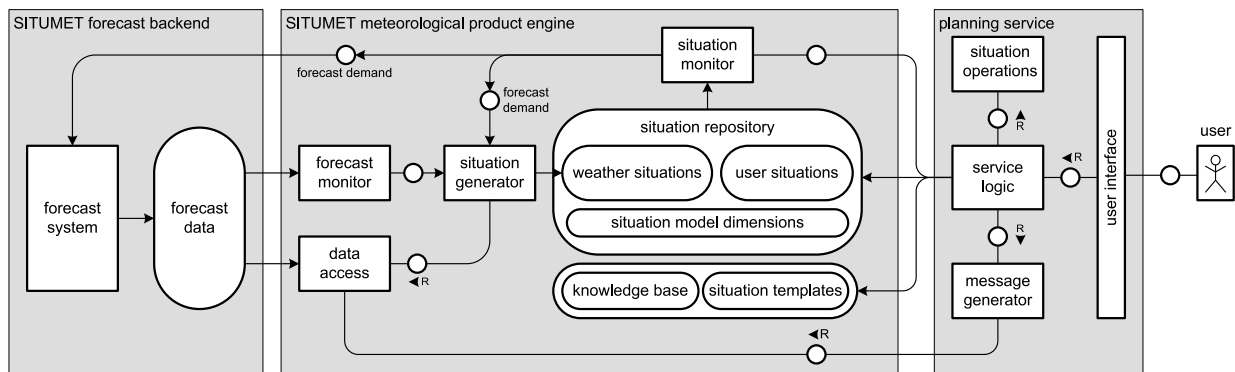 SITUMET forecast backend
SITUMET meteorological product engine
planning service
forecast demand
situation
monitor
situation
operations
forecast
demand
R
situation repository
user
forecast
system
forecast
data
forecast
monitor
situation
generator
weather situations
user situations
service
logic
R
user interface
situation model dimensions
R
data
access
R
knowledge base
situation templates
message
generator
R